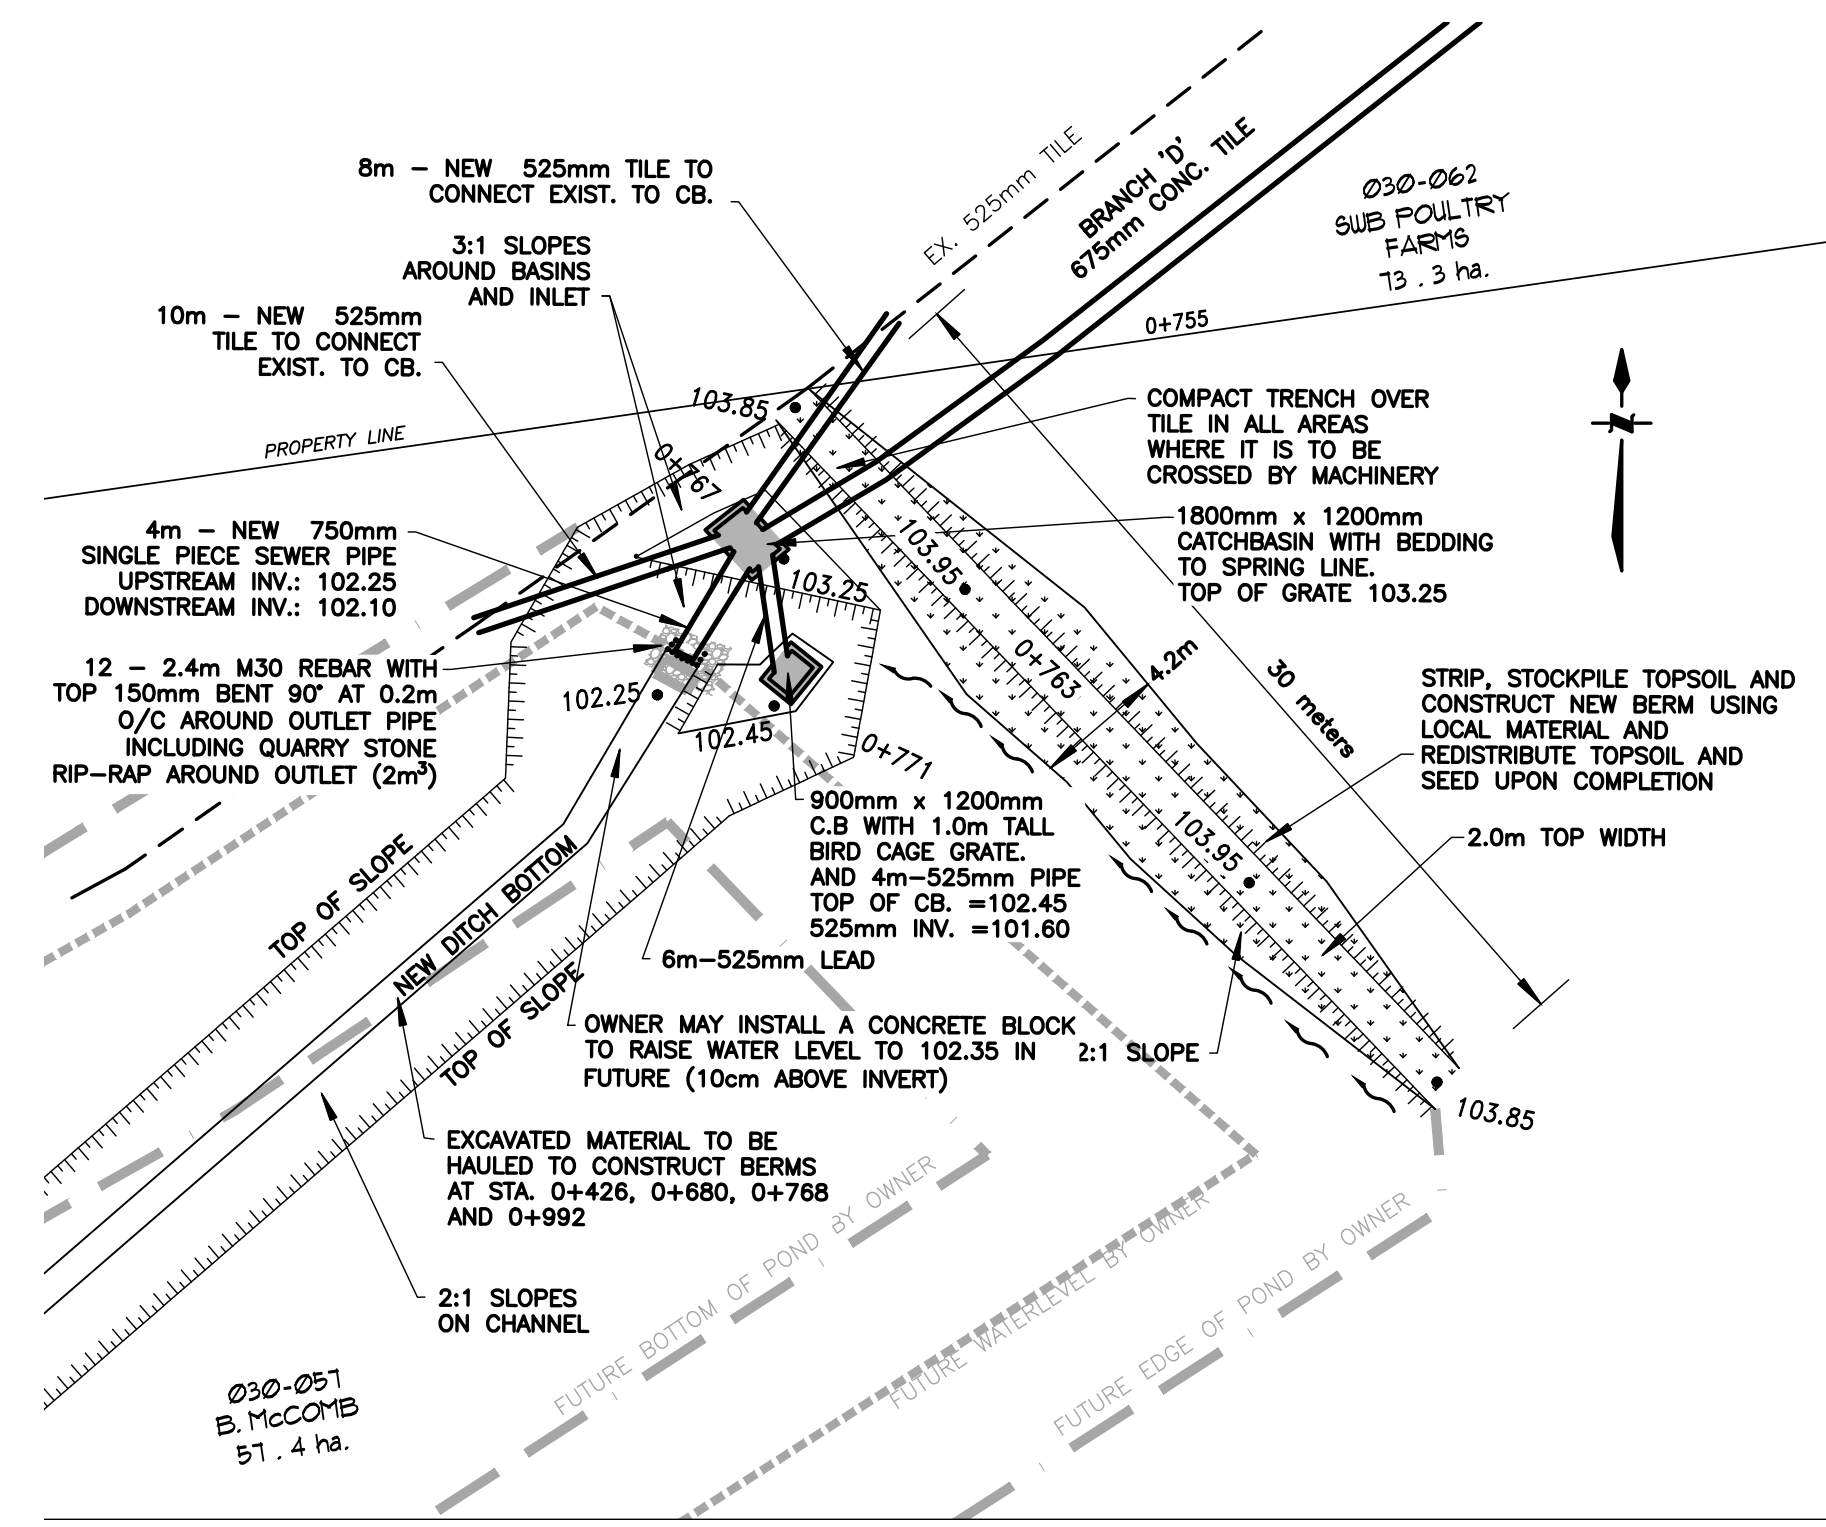 8m – NEW 525mm TILE TO
CONNECT EXIST. TO CB.
3:1 SLOPES
AROUND BASINS
AND INLET
10m – NEW 525mm
TILE TO CONNECT
EXIST. TO CB.
EX. 525mm TILE
BRANCH 'D'
675mm CONC. TILE
Ø30-Ø62
SWB POULTRY
FARMS
73.3 ha.
0+755
PROPERTY LINE
103.85
0+767
COMPACT TRENCH OVER
TILE IN ALL AREAS
WHERE IT IS TO BE
CROSSED BY MACHINERY
N
4m – NEW 750mm
SINGLE PIECE SEWER PIPE
UPSTREAM INV.: 102.25
DOWNSTREAM INV.: 102.10
1800mm x 1200mm
CATCHBASIN WITH BEDDING
TO SPRING LINE.
TOP OF GRATE 103.25
103.95
103.25
12 – 2.4m M30 REBAR WITH
TOP 150mm BENT 90° AT 0.2m
O/C AROUND OUTLET PIPE
INCLUDING QUARRY STONE
RIP–RAP AROUND OUTLET (2m³)
102.25
102.45
0+763
4.2m
30 meters
STRIP, STOCKPILE TOPSOIL AND
CONSTRUCT NEW BERM USING
LOCAL MATERIAL AND
REDISTRIBUTE TOPSOIL AND
SEED UPON COMPLETION
0+771
900mm x 1200mm
C.B WITH 1.0m TALL
BIRD CAGE GRATE.
AND 4m–525mm PIPE
TOP OF CB. =102.45
525mm INV. =101.60
103.95
2.0m TOP WIDTH
TOP OF SLOPE
NEW DITCH BOTTOM
TOP OF SLOPE
6m–525mm LEAD
OWNER MAY INSTALL A CONCRETE BLOCK
TO RAISE WATER LEVEL TO 102.35 IN
FUTURE (10cm ABOVE INVERT)
2:1 SLOPE
103.85
EXCAVATED MATERIAL TO BE
HAULED TO CONSTRUCT BERMS
AT STA. 0+426, 0+680, 0+768
AND 0+992
2:1 SLOPES
ON CHANNEL
FUTURE BOTTOM OF POND BY OWNER
FUTURE WATERLEVEL BY OWNER
FUTURE EDGE OF POND BY OWNER
Ø30-Ø57
B. McCOMB
57.4 ha.